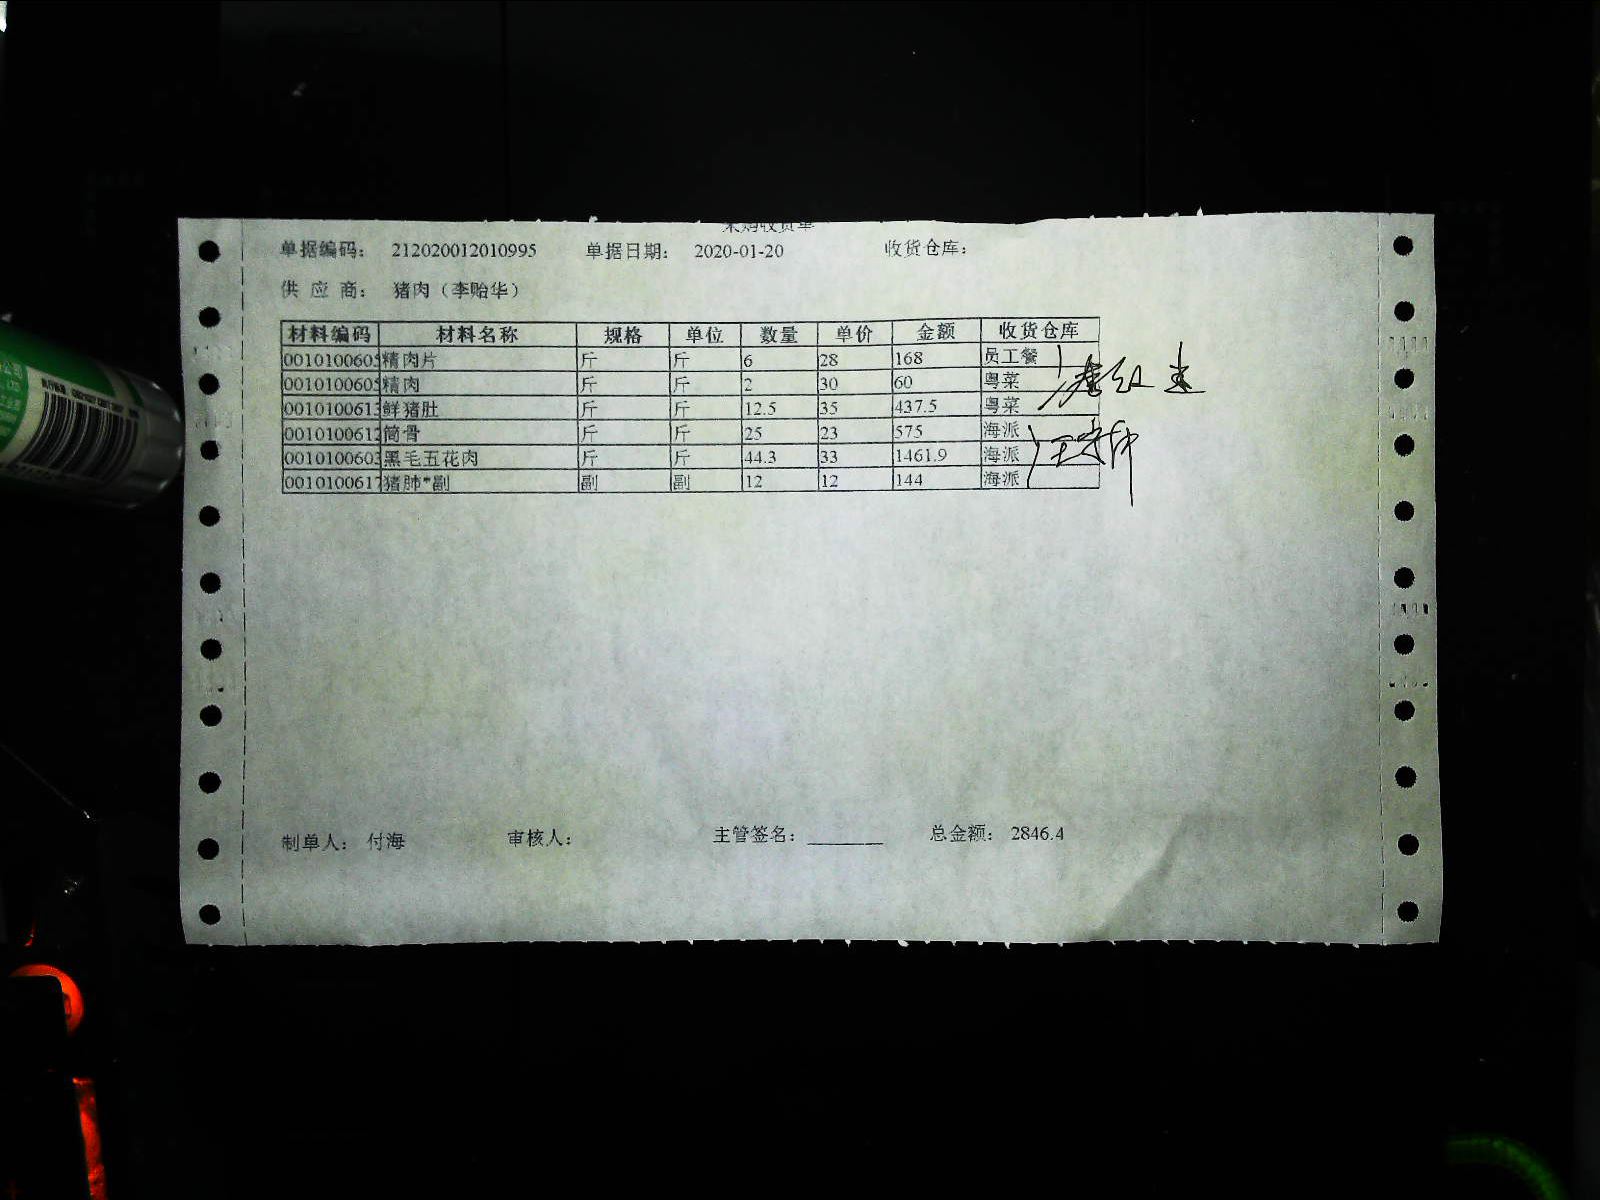 采购收货单
单据编码： 212020012010995 单据日期： 2020-01-20 收货仓库：
供 应 商： 猪肉（李贻华）
材料编码 材料名称 规格 单位 数量 单价 金额 收货仓库
0010100605 精肉片 斤 斤 6 28 168 员工餐
0010100605 精肉 斤 斤 2 30 60 粤菜
0010100613 鲜猪肚 斤 斤 12.5 35 437.5 粤菜
0010100612 筒骨 斤 斤 25 23 575 海派
0010100603 黑毛五花肉 斤 斤 44.3 33 1461.9 海派
0010100617 猪肺*副 副 副 12 12 144 海派
制单人： 付海 审核人： 主管签名： 总金额： 2846.4